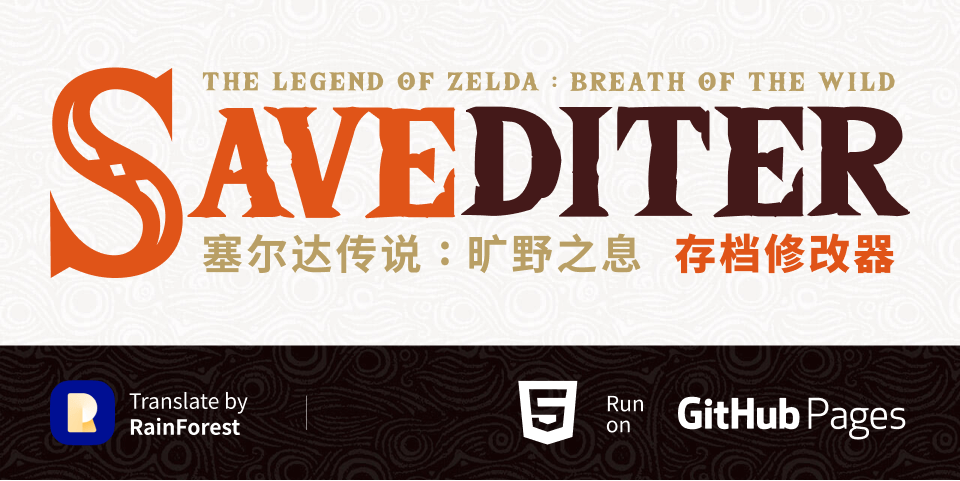 THE LEGEND OF ZELDA : BREATH OF THE WILD
SAVEDITER
塞尔达传说：旷野之息 存档修改器
Translate by
RainForest
5
Run
on
GitHub Pages